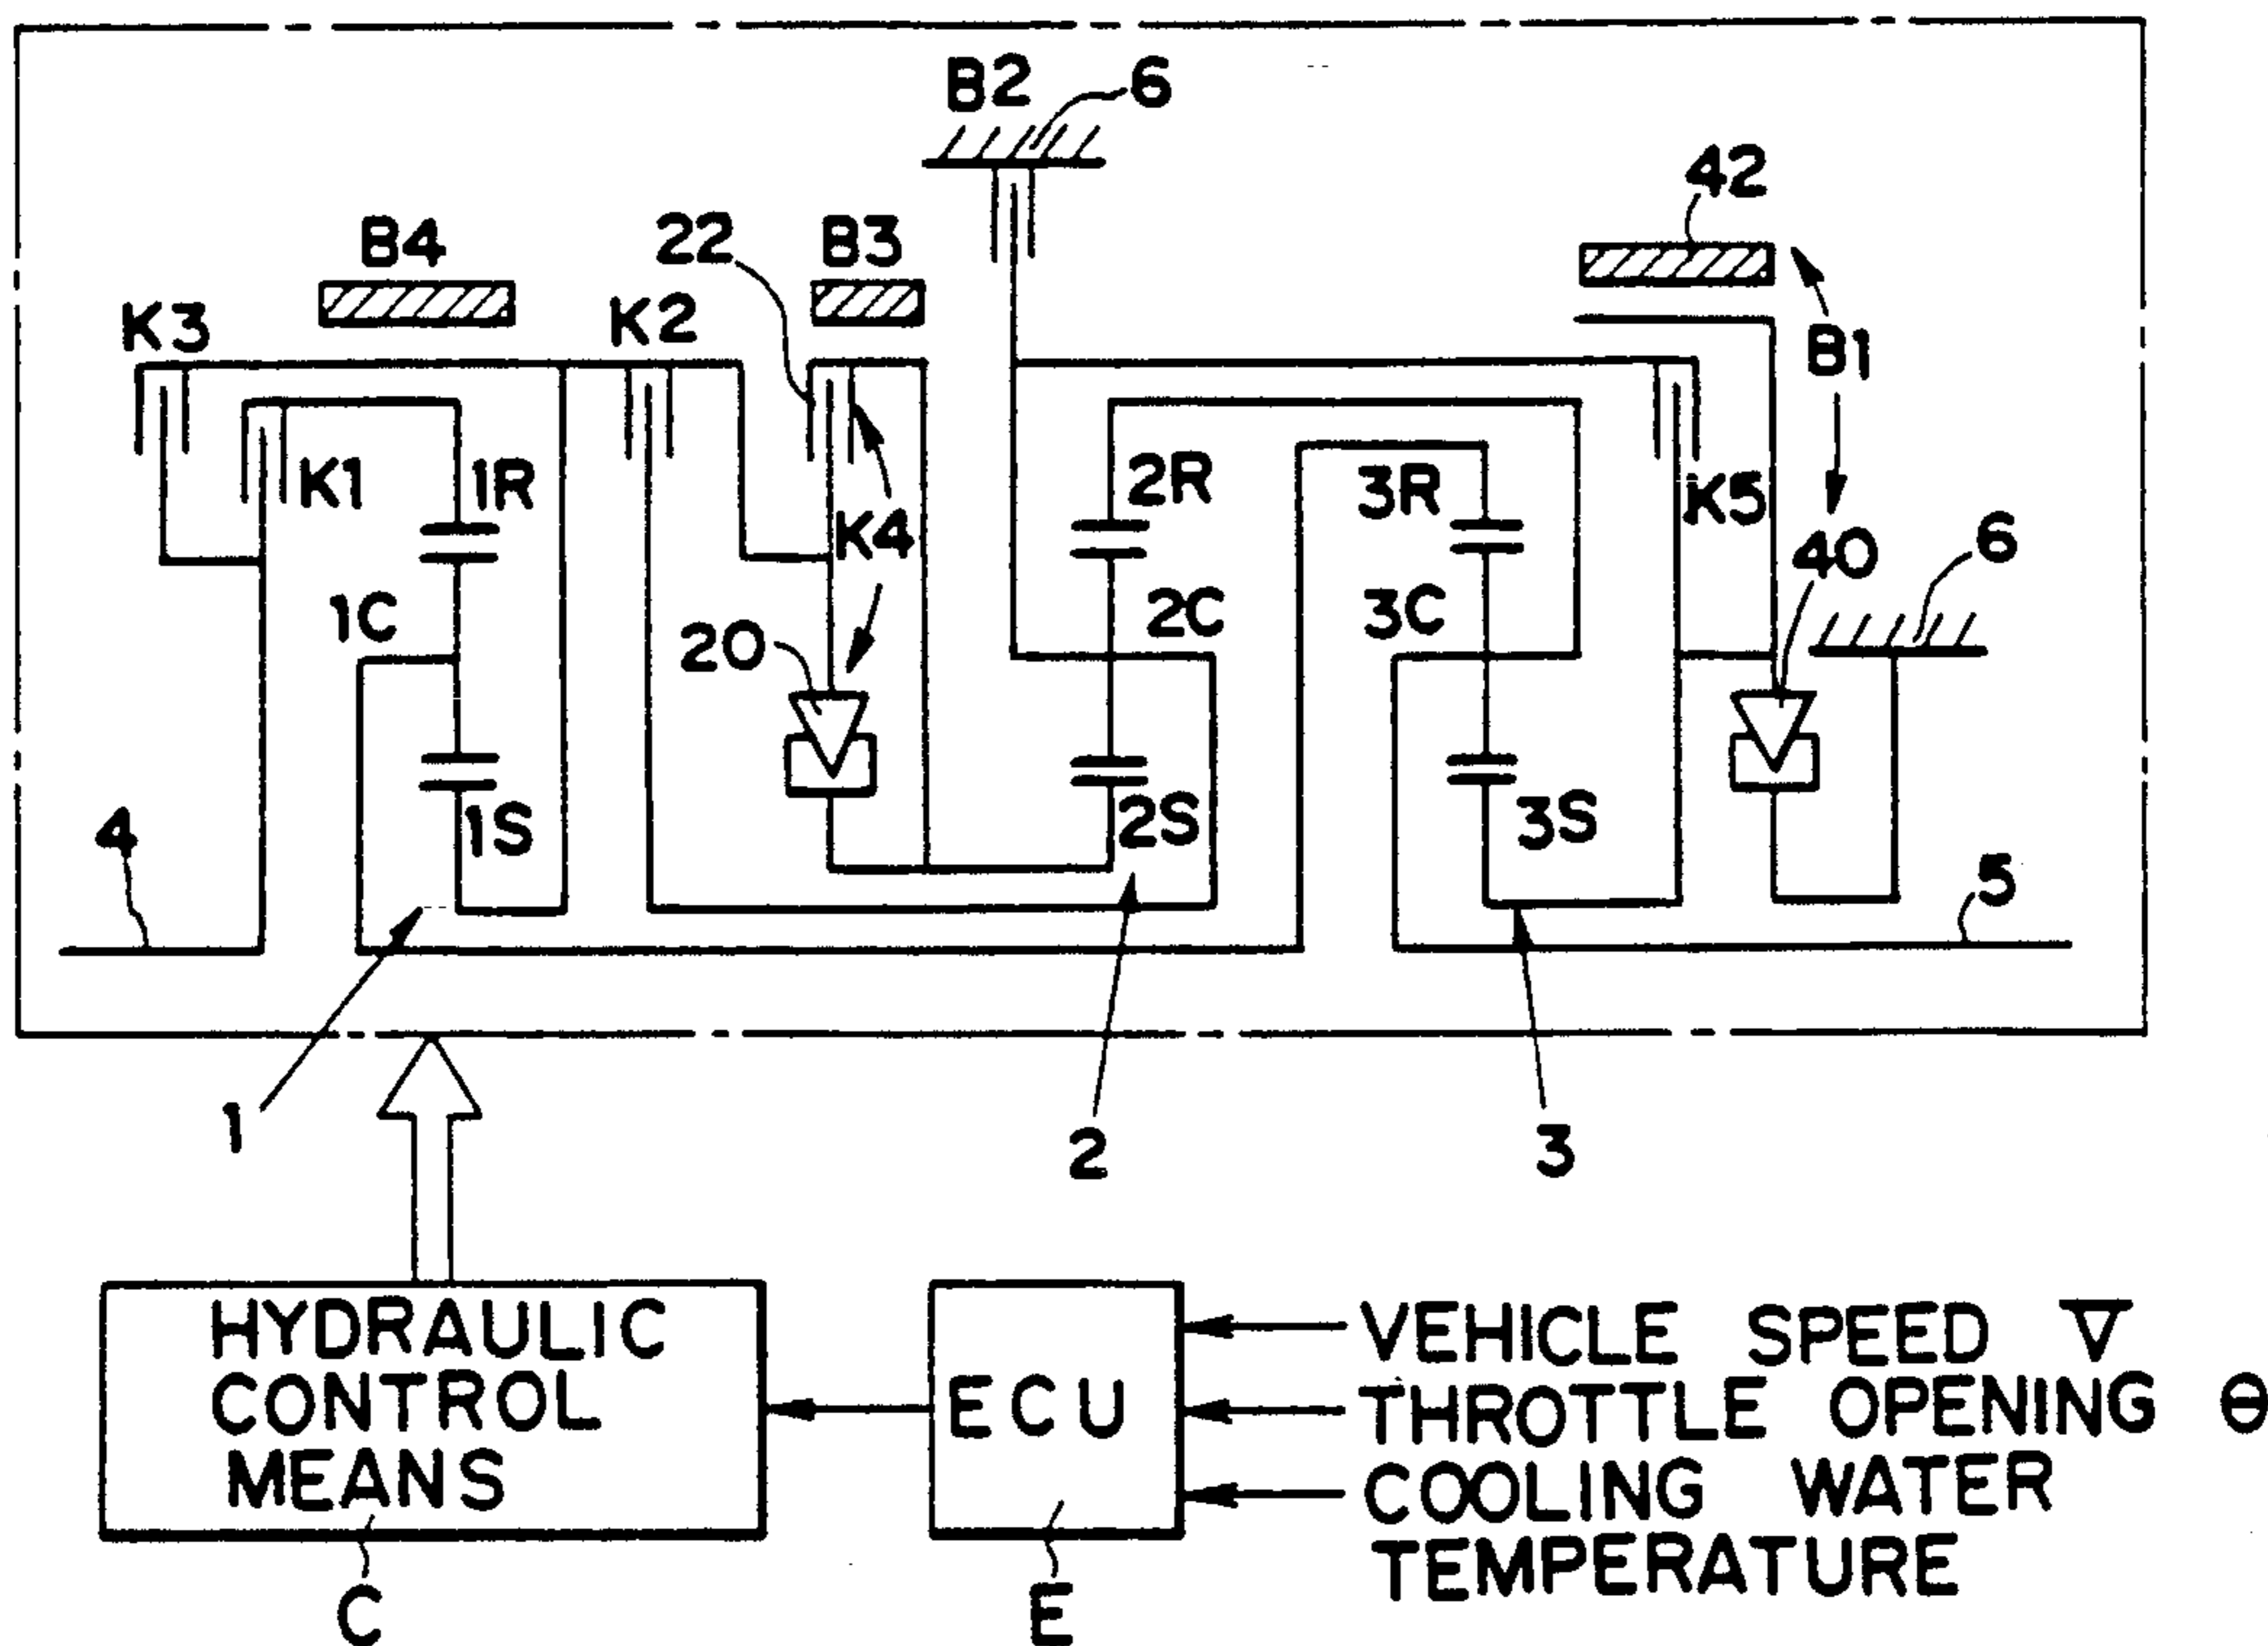 B2
6
42
B4
22
B3
K3
K2
B1
K1
1R
2R
3R
K5
K4
40
6
1C
20
2C
3C
4
1S
2S
3S
5
1
2
3
HYDRAULIC
CONTROL
MEANS
ECU
VEHICLE SPEED V
THROTTLE OPENING θ
COOLING WATER
TEMPERATURE
C
E